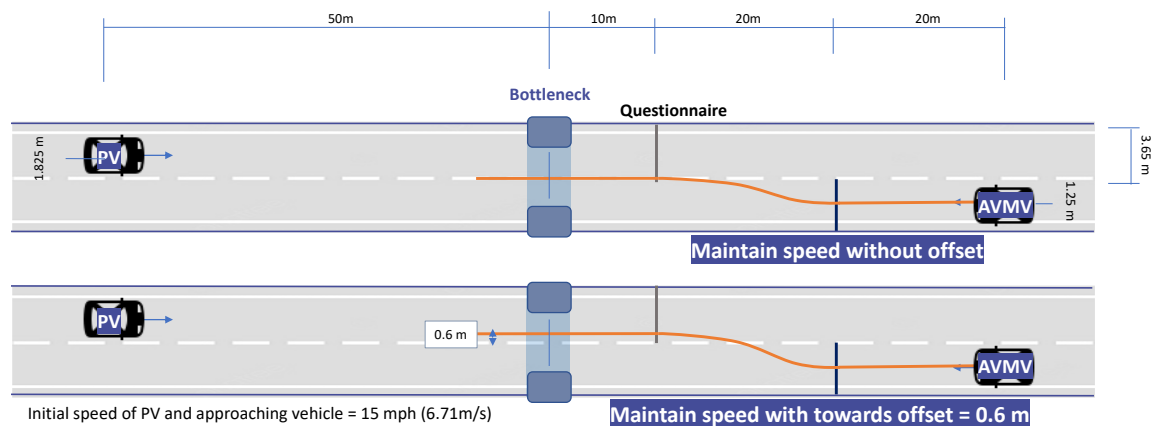 50m
10m
20m
20m
Bottleneck
Questionnaire
PV
1.825 m
3.65 m
AVMV
1.25 m
Maintain speed without offset
PV
0.6 m
AVMV
Initial speed of PV and approaching vehicle = 15 mph (6.71m/s)
Maintain speed with towards offset = 0.6 m